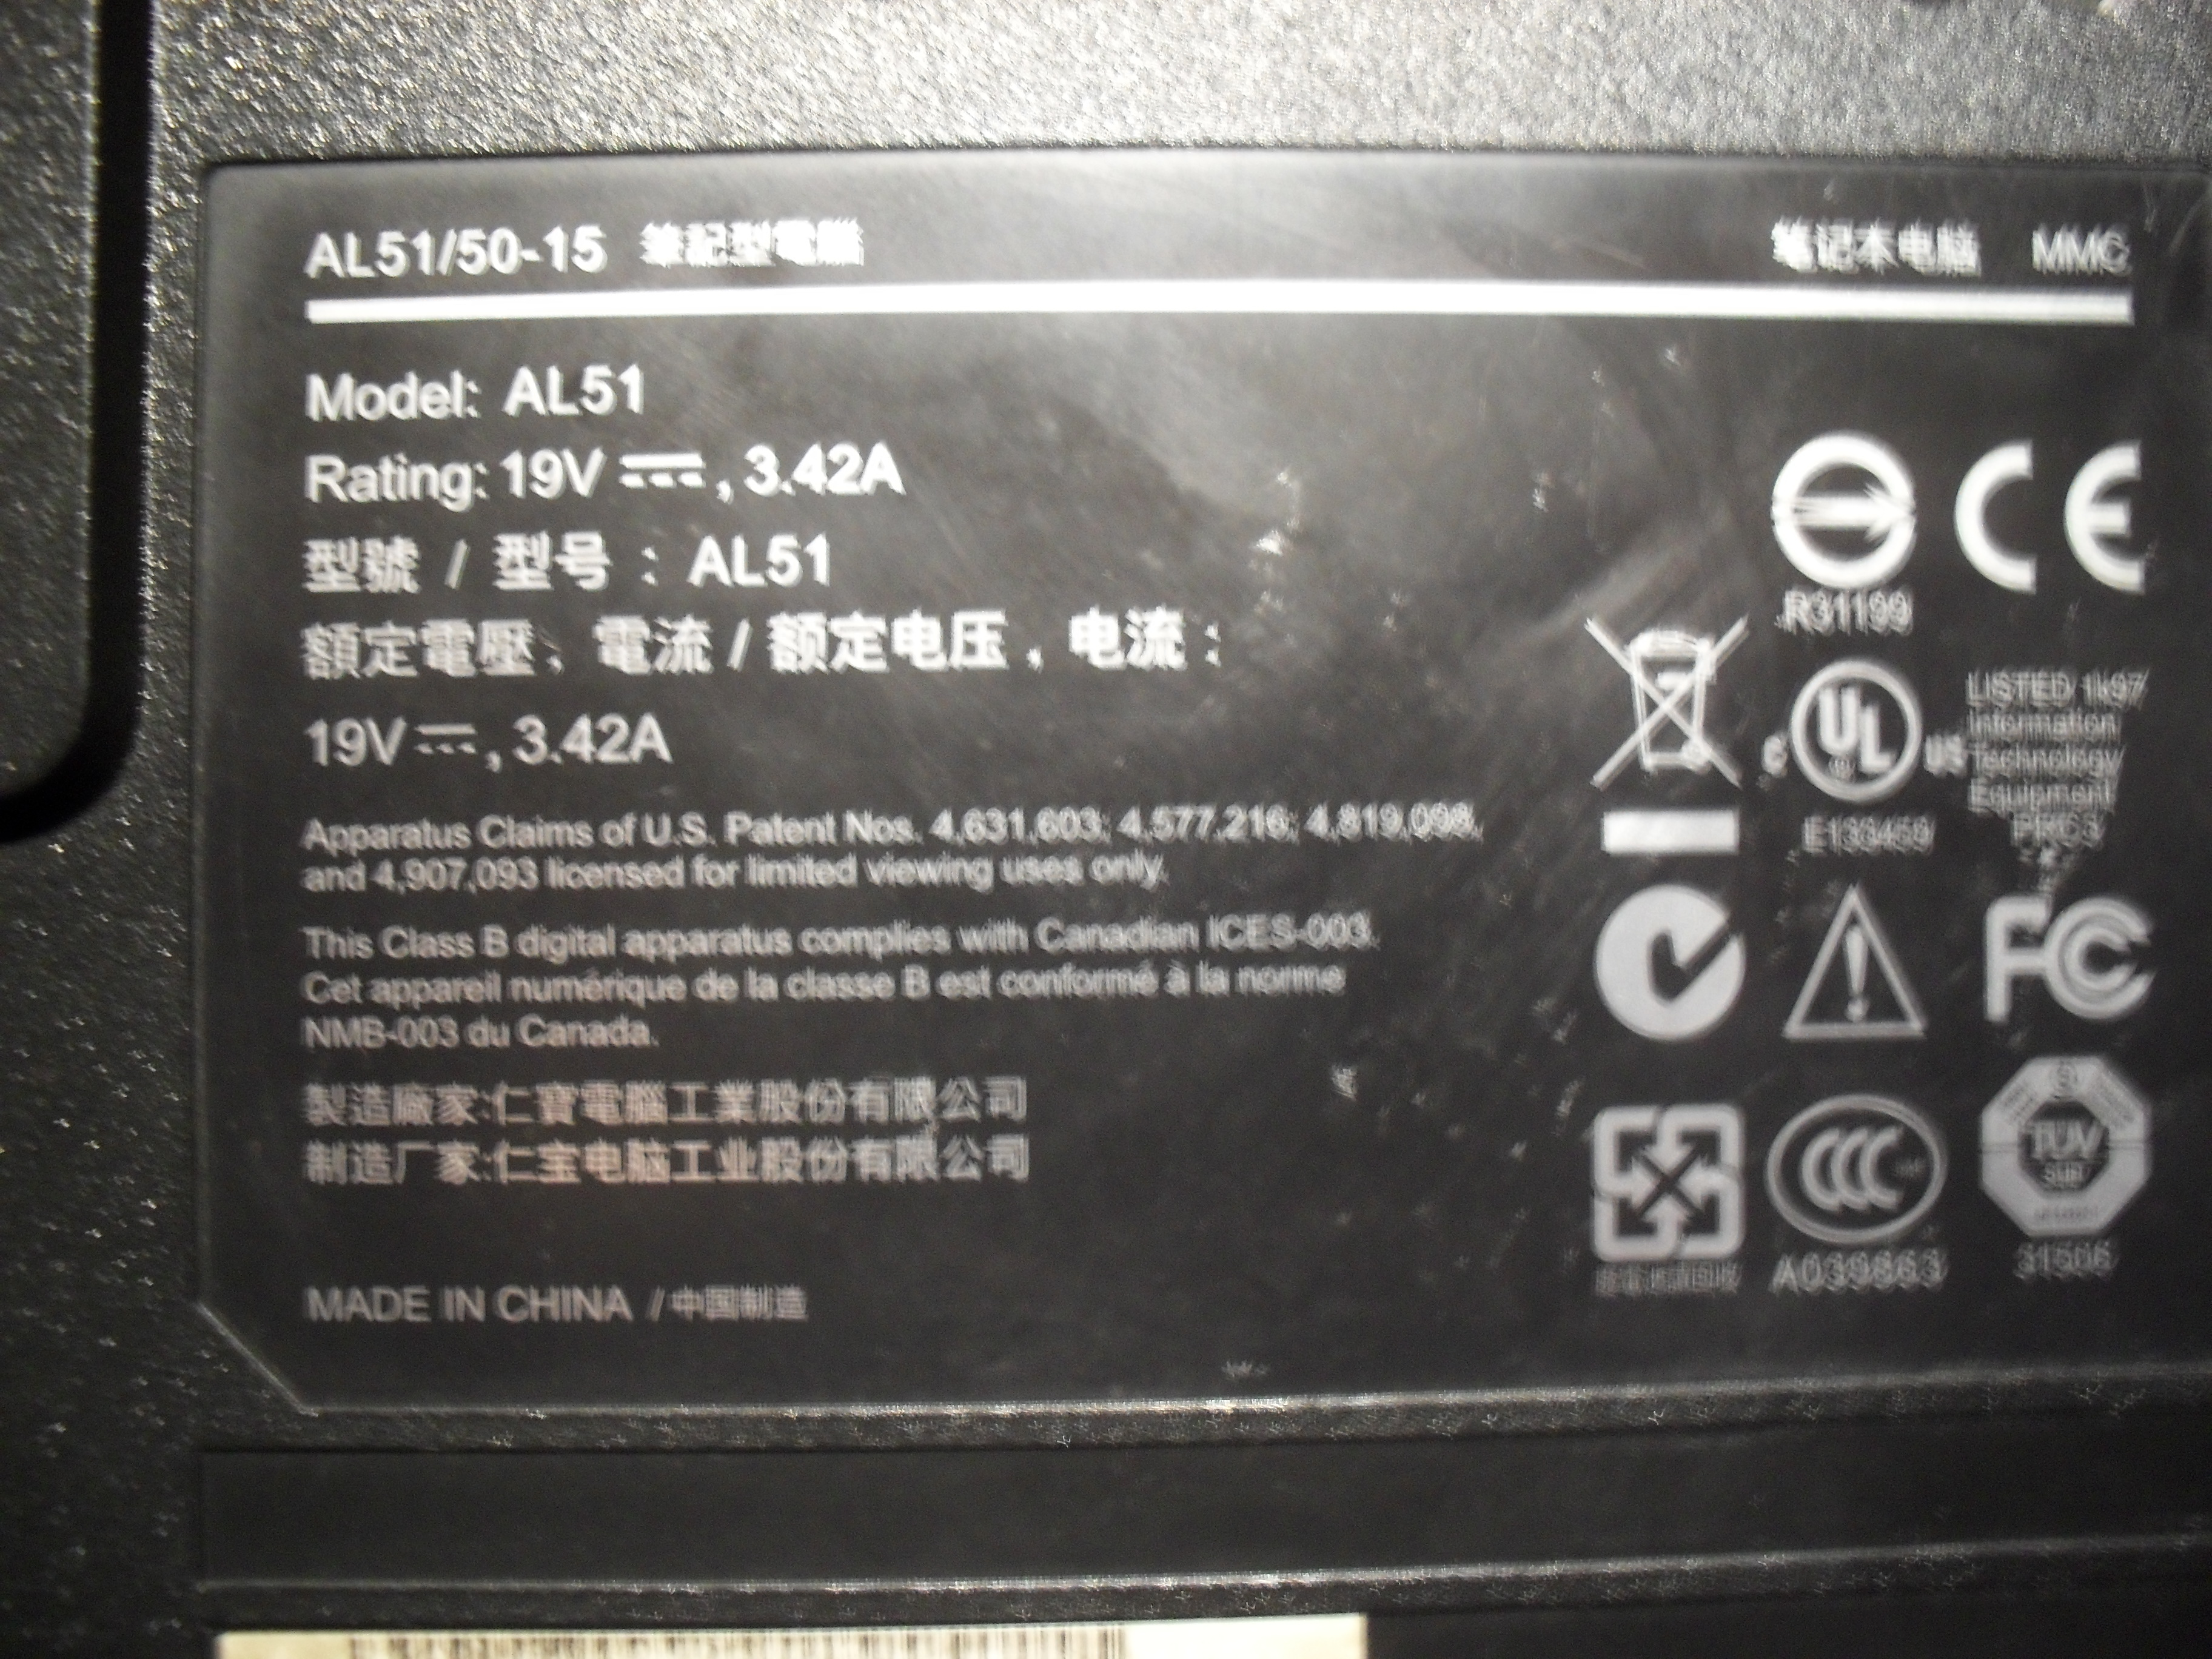 AL51/50-15 筆記型電腦 笔记本电脑 MMC
Model: AL51
Rating: 19V ⎓, 3.42A
型號 / 型号 : AL51
額定電壓, 電流 / 额定电压, 电流 :
19V ⎓, 3.42A
Apparatus Claims of U.S. Patent Nos. 4,631,603; 4,577,216; 4,819,098,
and 4,907,093 licensed for limited viewing uses only.
This Class B digital apparatus complies with Canadian ICES-003.
Cet appareil numérique de la classe B est conformé à la norme
NMB-003 du Canada.
製造廠家:仁寶電腦工業股份有限公司
制造厂家:仁宝电脑工业股份有限公司
MADE IN CHINA / 中国制造
CE
R31199
c UL US
®
LISTED 1k97
Information
Technology
Equipment
E133459
FC
CCC
A039863
TUV